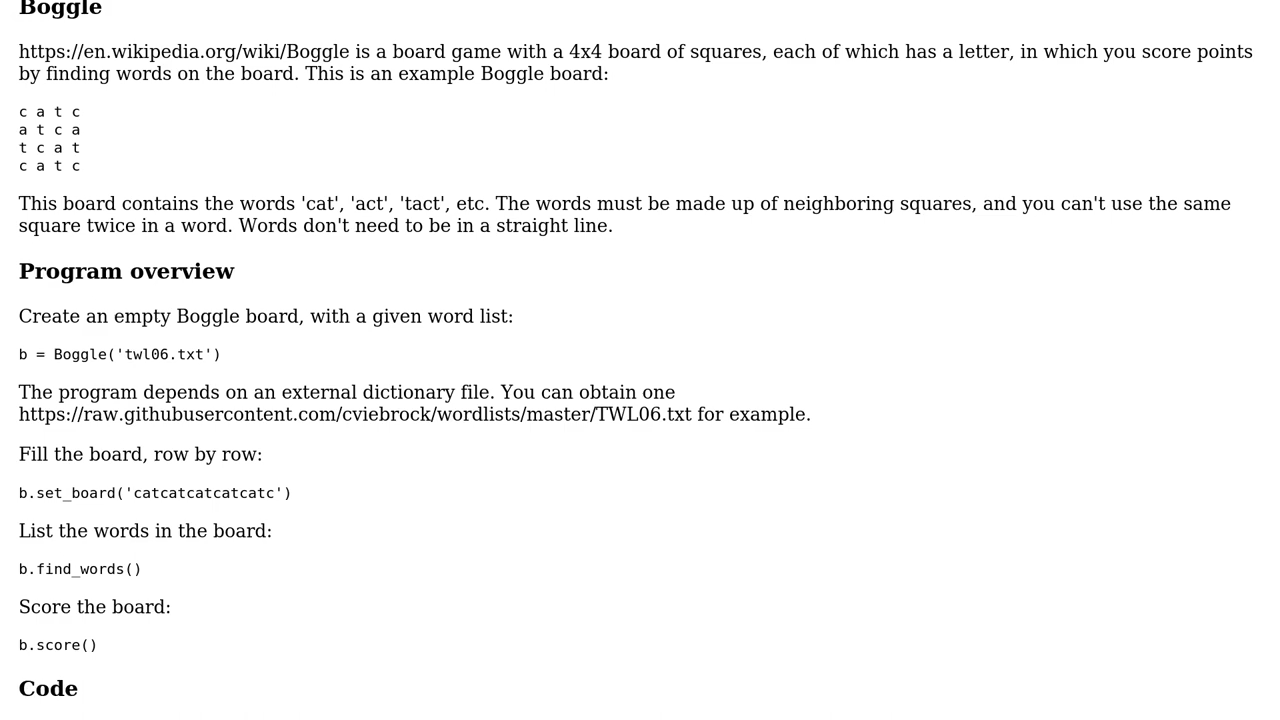 Boggle
https://en.wikipedia.org/wiki/Boggle is a board game with a 4x4 board of squares, each of which has a letter, in which you score points
by finding words on the board. This is an example Boggle board:
c a t c
a t c a
t c a t
c a t c
This board contains the words 'cat', 'act', 'tact', etc. The words must be made up of neighboring squares, and you can't use the same
square twice in a word. Words don't need to be in a straight line.
Program overview
Create an empty Boggle board, with a given word list:
b = Boggle('twl06.txt')
The program depends on an external dictionary file. You can obtain one
https://raw.githubusercontent.com/cviebrock/wordlists/master/TWL06.txt for example.
Fill the board, row by row:
b.set_board('catcatcatcatcatc')
List the words in the board:
b.find_words()
Score the board:
b.score()
Code